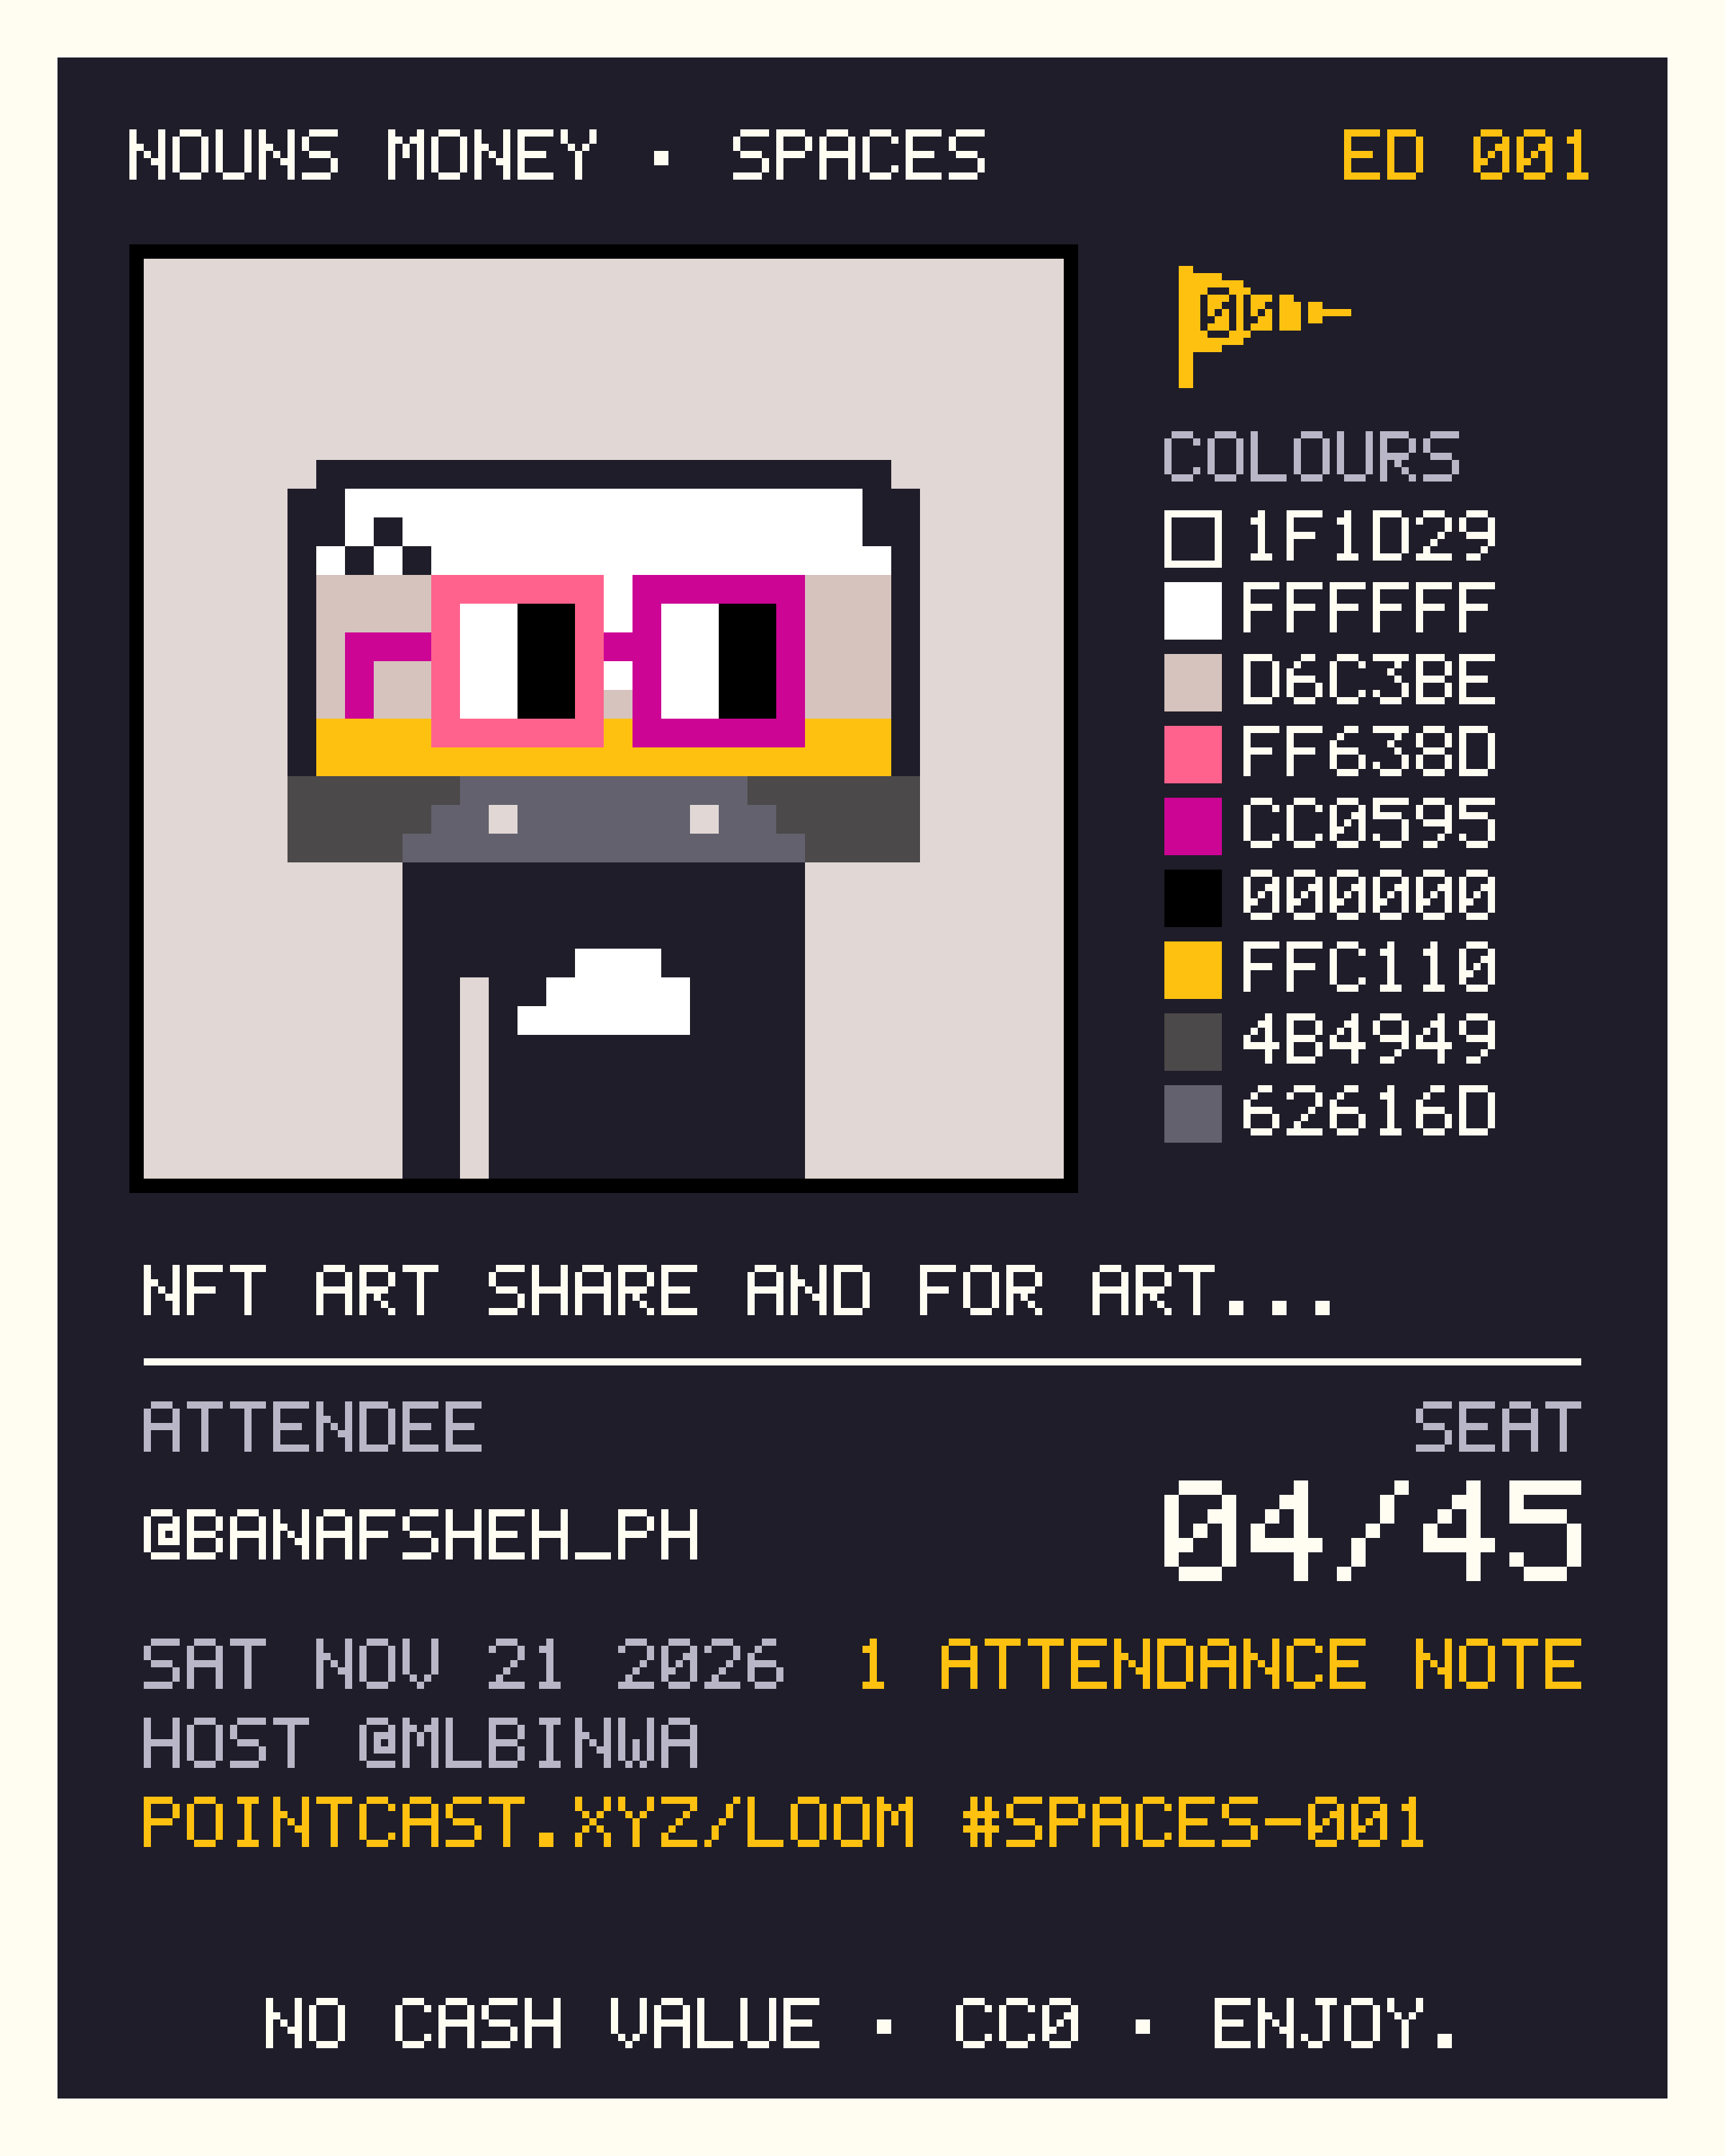 NOUNS MONEY · SPACES
ED 001
COLOURS
1F1D29
FFFFFF
D6C3BE
FF638D
CC0595
000000
FFC110
4B4949
62616D
NFT ART SHARE AND FOR ART...
ATTENDEE
SEAT
@BANAFSHEH_PH
04/45
SAT NOV 21 2026
1 ATTENDANCE NOTE
HOST @MLBINWA
POINTCAST.XYZ/LOOM #SPACES-001
NO CASH VALUE · CC0 · ENJOY.